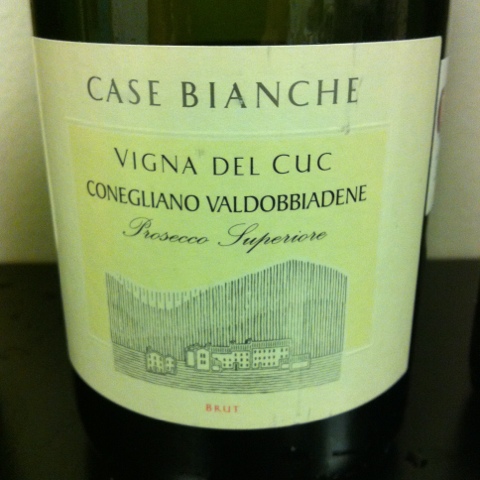 CASE BIANCHE
VIGNA DEL CUC
CONEGLIANO VALDOBBIADENE
Prosecco Superiore
BRUT